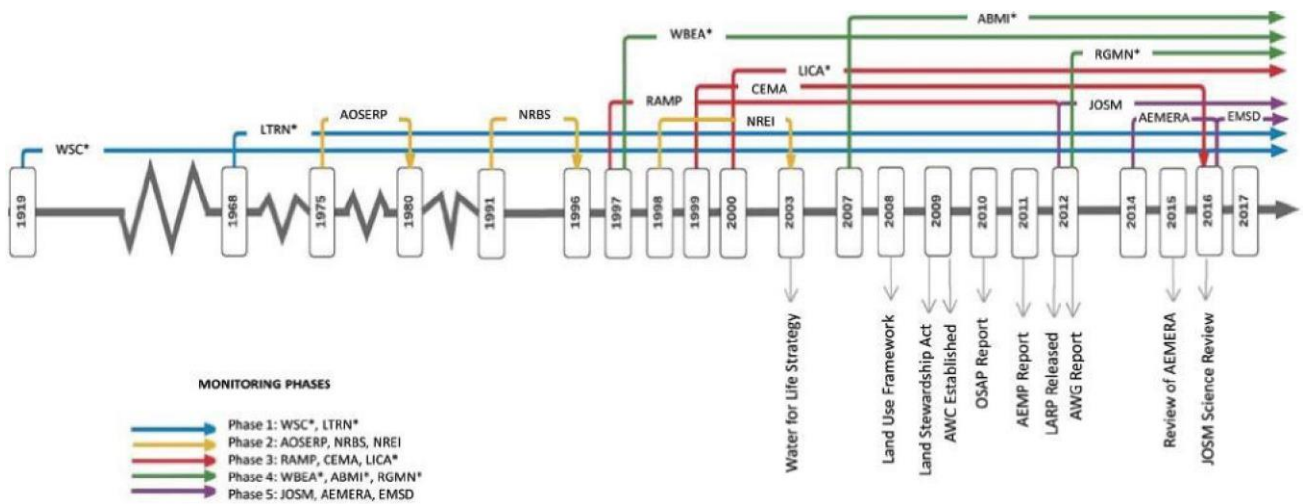 ABMI*
WBEA*
RGMN*
LICA*
CEMA
RAMP
JOSM
AOSERP
NRBS
NREI
AEMERA
EMSD
LTRN*
WSC*
1919
1968
1975
1980
1991
1996
1997
1998
1999
2000
2003
2007
2008
2009
2010
2011
2012
2014
2015
2016
2017
Water for Life Strategy
Land Use Framework
Land Stewardship Act
AWC Established
OSAP Report
AEMP Report
LARP Released
AWG Report
Review of AEMERA
JOSM Science Review
MONITORING PHASES
Phase 1: WSC*, LTRN*
Phase 2: AOSERP, NRBS, NREI
Phase 3: RAMP, CEMA, LICA*
Phase 4: WBEA*, ABMI*, RGMN*
Phase 5: JOSM, AEMERA, EMSD